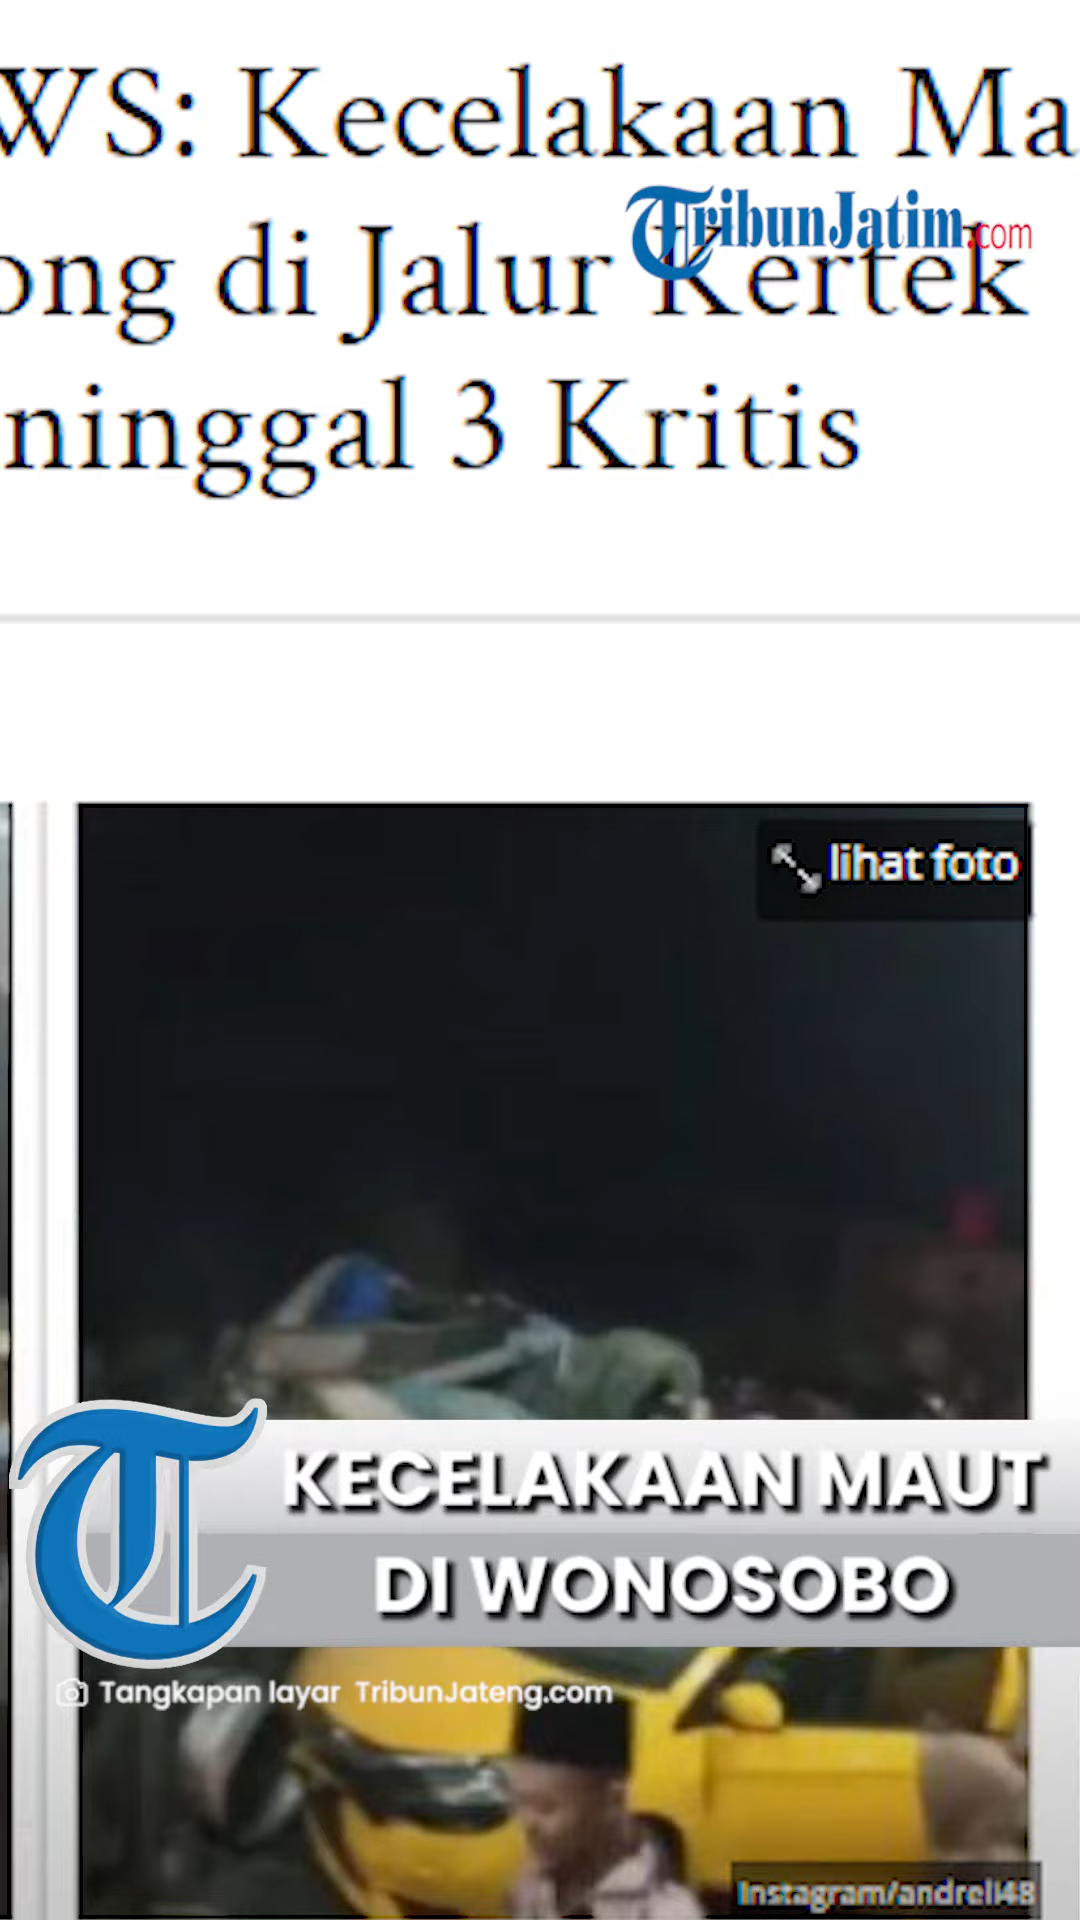 WS: Kecelakaan Ma
TribunJatim.com
ong di Jalur Kertek
ninggal 3 Kritis
lihat foto
KECELAKAAN MAUT
DI WONOSOBO
Tangkapan layar TribunJateng.com
Instagram/andreli48